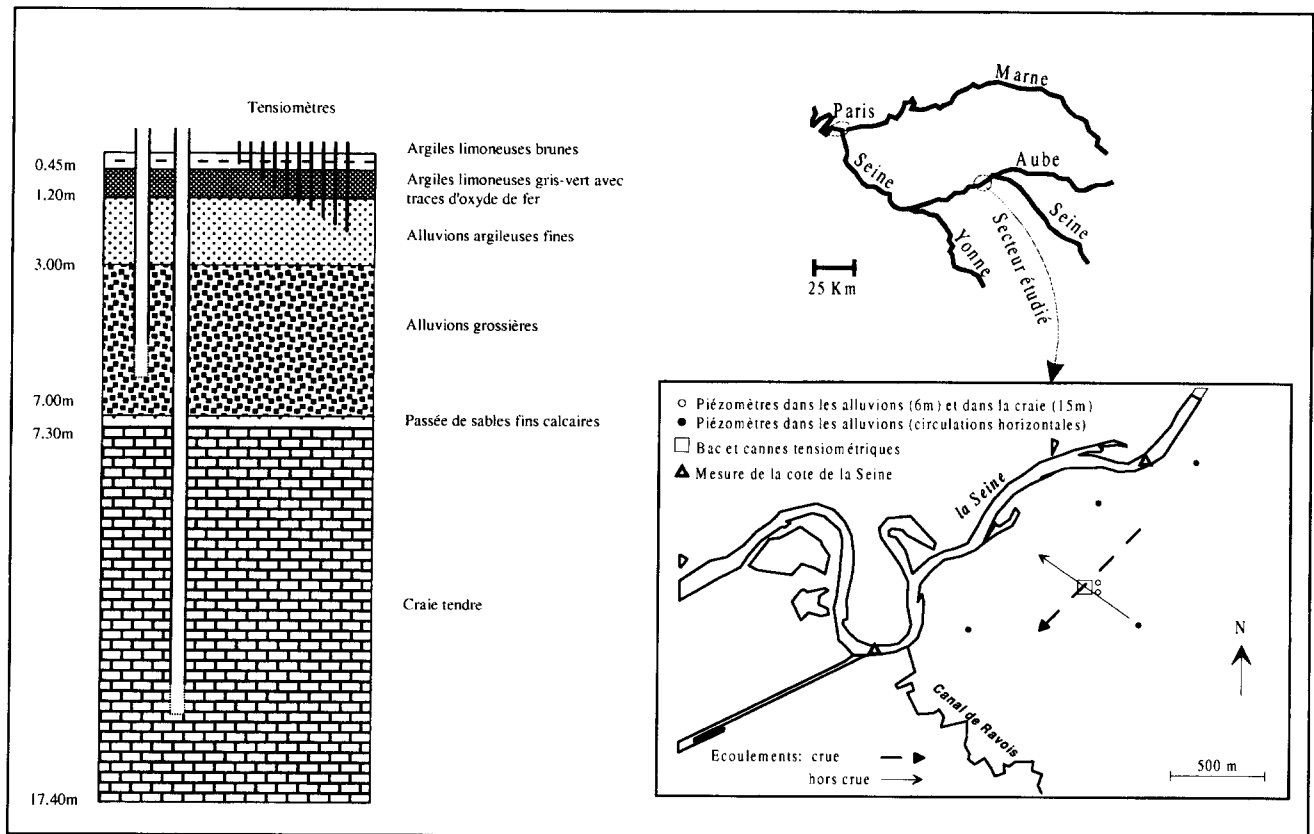 Tensiomètres
0.45m
1.20m
3.00m
7.00m
7.30m
17.40m
Argiles limoneuses brunes
Argiles limoneuses gris-vert avec
traces d'oxyde de fer
Alluvions argileuses fines
Alluvions grossières
Passée de sables fins calcaires
Craie tendre
Marne
Paris
Aube
Seine
Seine
Yonne
Secteur étudié
25 Km
Piézomètres dans les alluvions (6m) et dans la craie (15m)
Piézomètres dans les alluvions (circulations horizontales)
Bac et cannes tensiométriques
Mesure de la cote de la Seine
la Seine
N
Canal de Ravois
Ecoulements: crue
hors crue
500 m